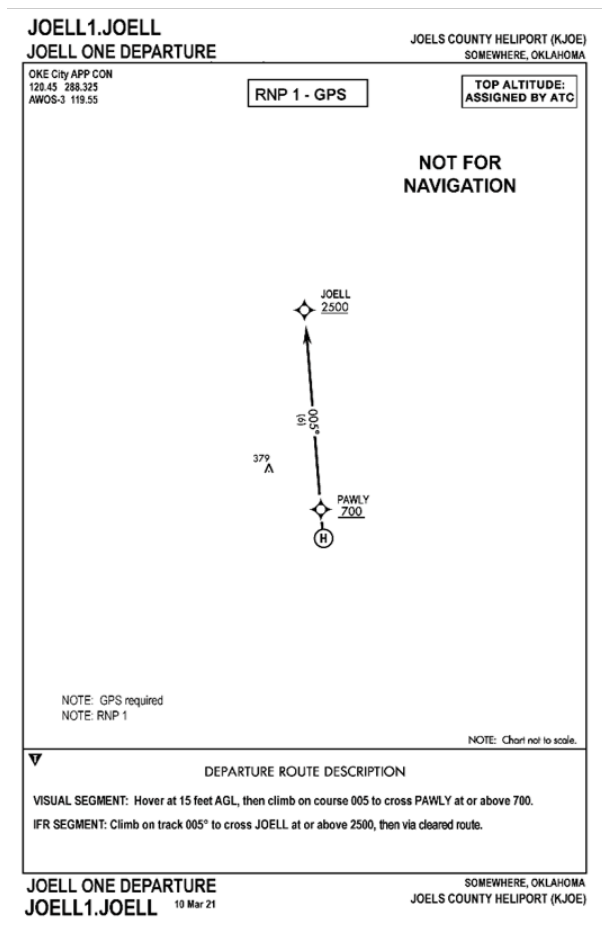 JOELL1.JOELL
JOELL ONE DEPARTURE
JOELS COUNTY HELIPORT (KJOE)
SOMEWHERE, OKLAHOMA
OKE City APP CON
120.45 288.325
AWOS-3 119.55
RNP 1 - GPS
TOP ALTITUDE:
ASSIGNED BY ATC
NOT FOR
NAVIGATION
JOELL
2500
005°
(6)
379
PAWLY
700
H
NOTE: GPS required
NOTE: RNP 1
NOTE: Chart not to scale.
T
DEPARTURE ROUTE DESCRIPTION
VISUAL SEGMENT: Hover at 15 feet AGL, then climb on course 005 to cross PAWLY at or above 700.
IFR SEGMENT: Climb on track 005° to cross JOELL at or above 2500, then via cleared route.
JOELL ONE DEPARTURE
JOELL1.JOELL 10 Mar 21
SOMEWHERE, OKLAHOMA
JOELS COUNTY HELIPORT (KJOE)